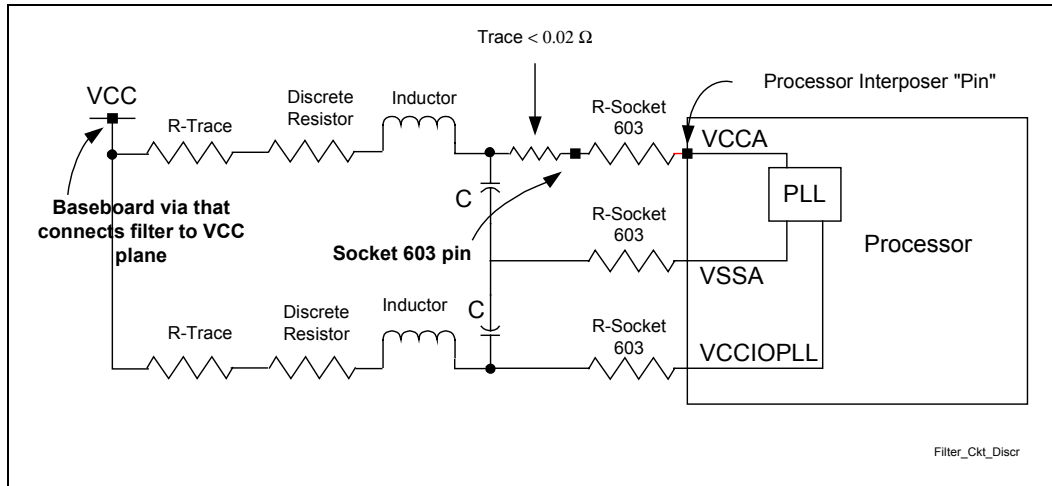 Trace < 0.02 Ω
Processor Interposer "Pin"
VCC
R-Trace
Discrete
Resistor
Inductor
R-Socket
603
VCCA
PLL
C
Baseboard via that
connects filter to VCC
plane
Socket 603 pin
R-Socket
603
Processor
VSSA
C
R-Trace
Discrete
Resistor
Inductor
R-Socket
603
VCCIOPLL
Filter_Ckt_Discr